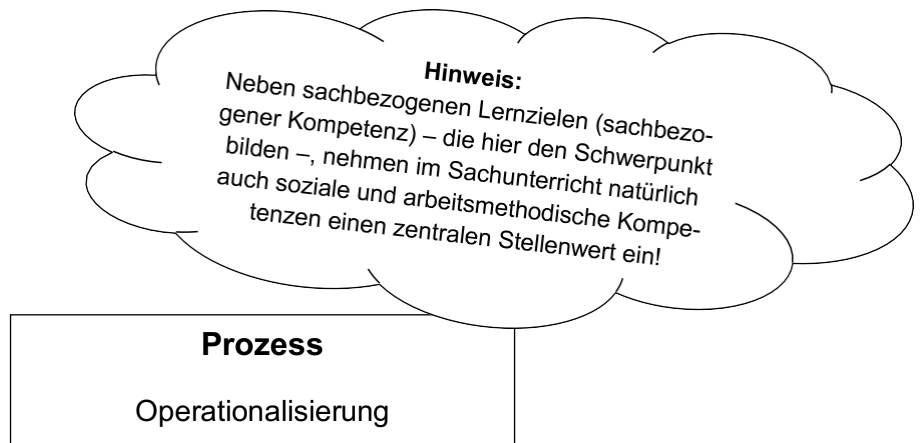 Hinweis:
Neben sachbezogenen Lernzielen (sachbezo-
gener Kompetenz) – die hier den Schwerpunkt
bilden –, nehmen im Sachunterricht natürlich
auch soziale und arbeitsmethodische Kompe-
tenzen einen zentralen Stellenwert ein!
Prozess
Operationalisierung